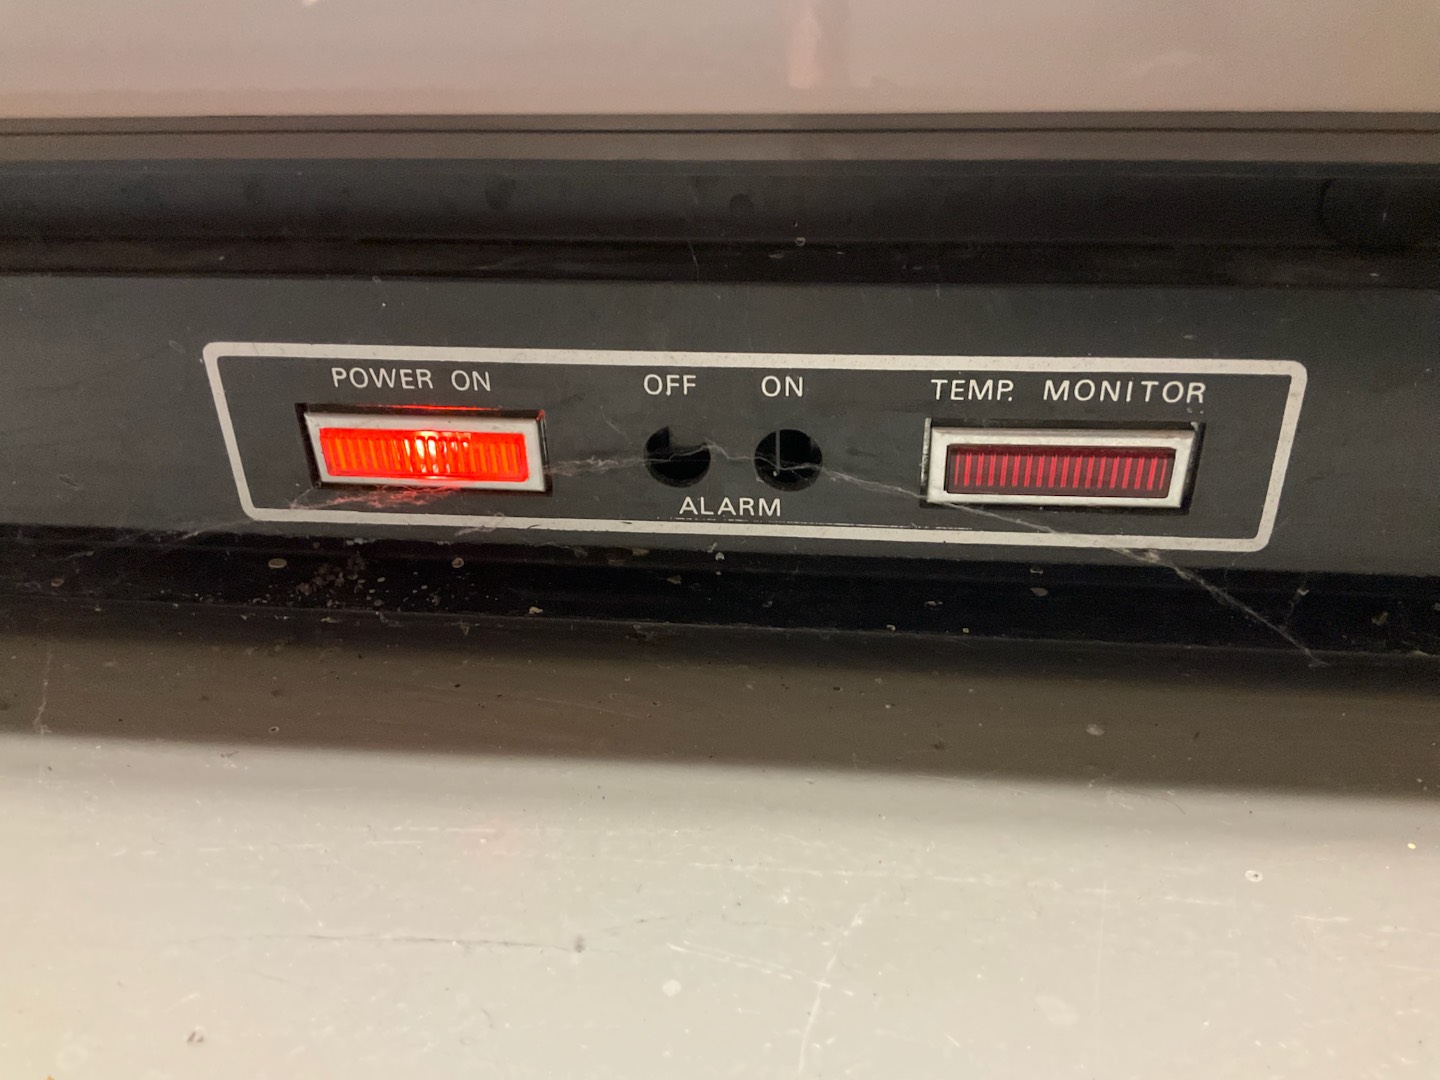 POWER ON
OFF ON
ALARM
TEMP. MONITOR